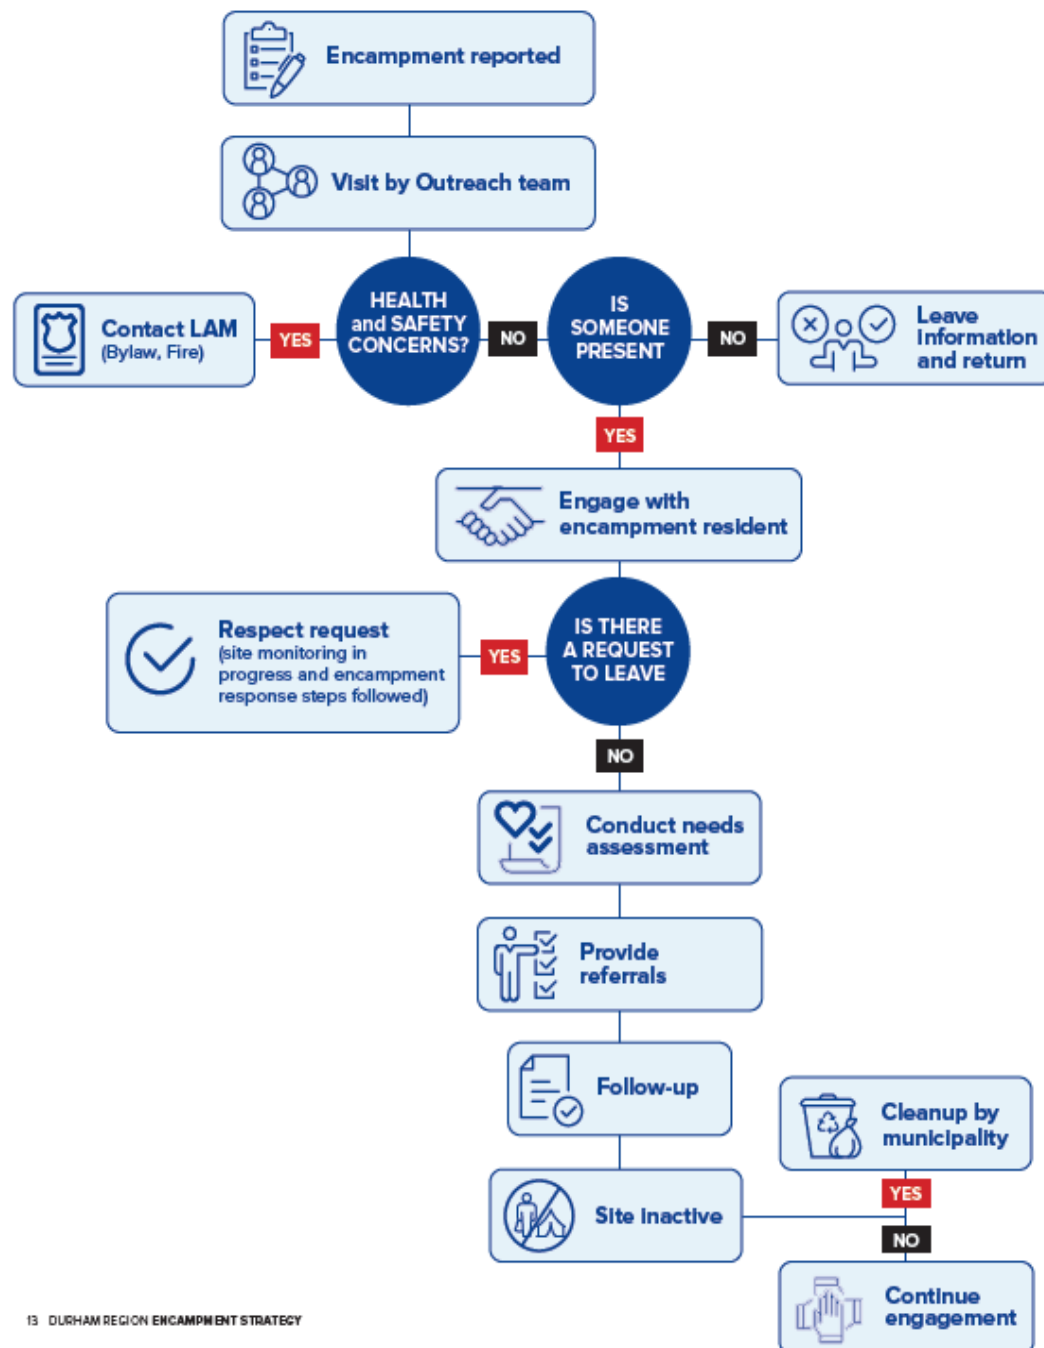 Encampment reported
Visit by Outreach team
HEALTH
and SAFETY
CONCERNS?
YES
Contact LAM
(Bylaw, Fire)
NO
IS
SOMEONE
PRESENT
NO
Leave
information
and return
YES
Engage with
encampment resident
IS THERE
A REQUEST
TO LEAVE
YES
Respect request
(site monitoring in
progress and encampment
response steps followed)
NO
Conduct needs
assessment
Provide
referrals
Follow-up
Site inactive
YES
Cleanup by
municipality
NO
Continue
engagement
13 DURHAM REGION ENCAMPMENT STRATEGY